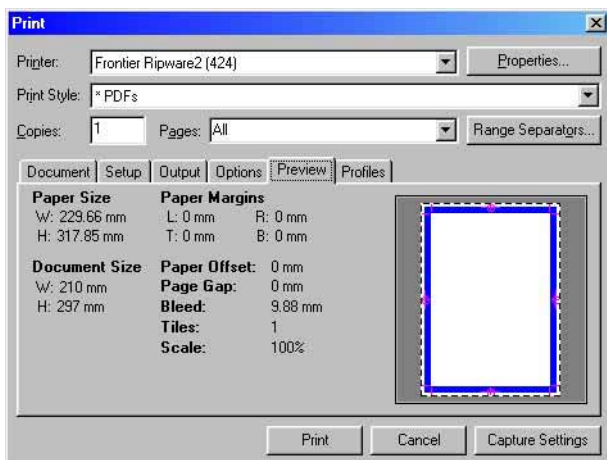 Print
Printer: Frontier Ripware2 (424) Properties...
Print Style: * PDFs
Copies: 1 Pages: All Range Separators...
Document Setup Output Options Preview Profiles
Paper Size Paper Margins
W: 229.66 mm L: 0 mm R: 0 mm
H: 317.85 mm T: 0 mm B: 0 mm
Document Size Paper Offset: 0 mm
W: 210 mm Page Gap: 0 mm
H: 297 mm Bleed: 9.88 mm
Tiles: 1
Scale: 100%
Print Cancel Capture Settings